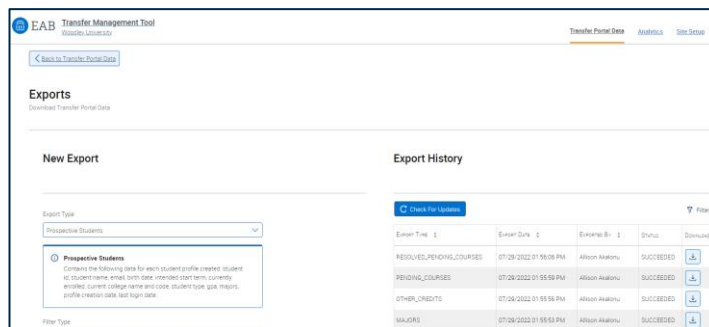 EAB Transfer Management Tool
Woodley University
Transfer Portal Data Analytics Site Setup
Back to Transfer Portal Data
Exports
Download Transfer Portal Data
New Export
Export History
Export Type
Prospective Students
Prospective Students
Contains the following data for each student profile created: student
id, student name, email, birth date, intended start term, currently
enrolled, current college name and code, student type, gpa, majors,
profile creation date, last login date.
Filter Type
Check For Updates
Filter
Export Type Export Date Exported By Status Download
RESOLVED_PENDING_COURSES 07/29/2022 01:56:06 PM Allison Akalonu SUCCEEDED
PENDING_COURSES 07/29/2022 01:55:59 PM Allison Akalonu SUCCEEDED
OTHER_CREDITS 07/29/2022 01:55:56 PM Allison Akalonu SUCCEEDED
MAJORS 07/29/2022 01:55:53 PM Allison Akalonu SUCCEEDED